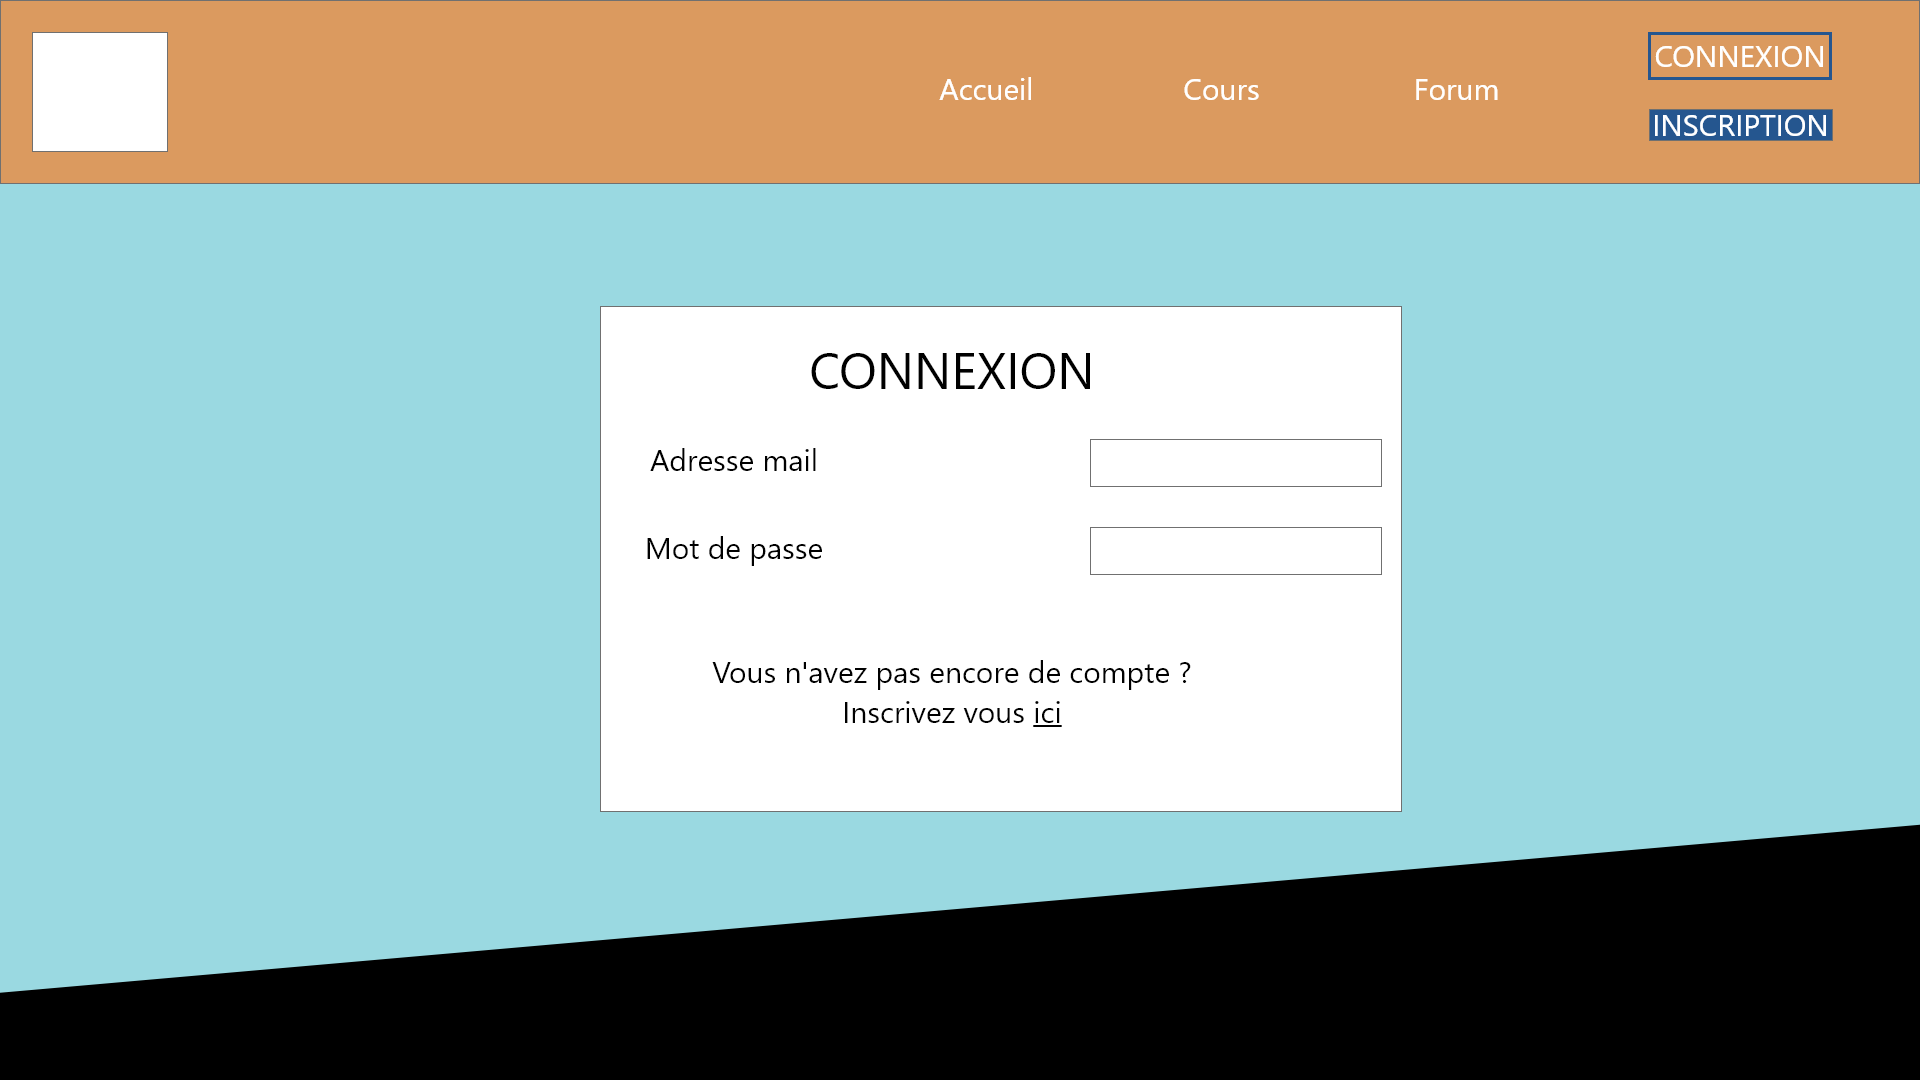 Accueil
Cours
Forum
CONNEXION
INSCRIPTION
CONNEXION
Adresse mail
Mot de passe
Vous n'avez pas encore de compte ?
Inscrivez vous ici